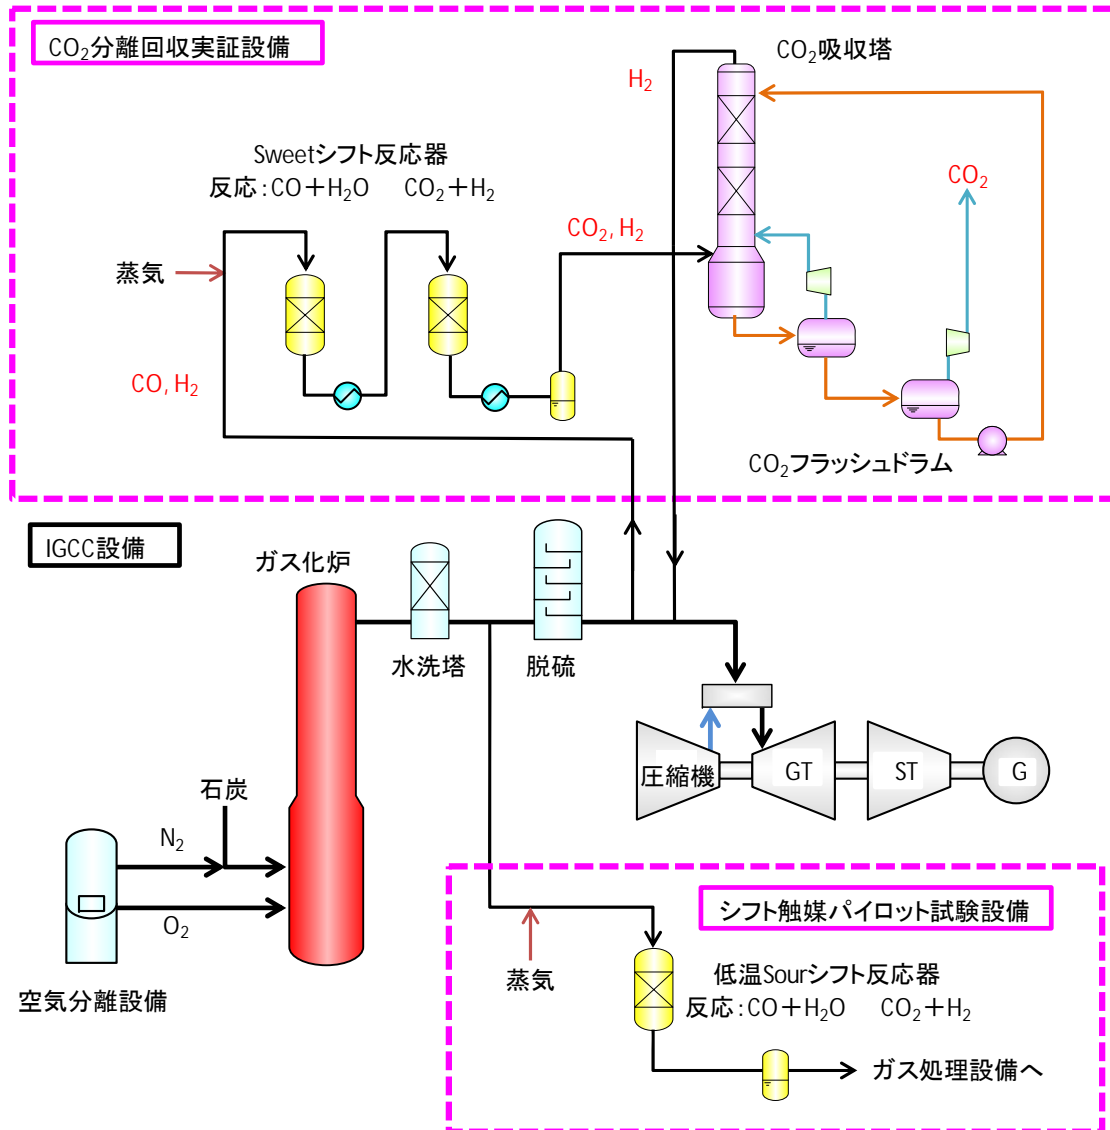 CO₂分離回収実証設備
CO₂吸収塔
H₂
Sweetシフト反応器
反応:CO+H₂O CO₂+H₂
CO₂
CO₂, H₂
蒸気
CO, H₂
CO₂フラッシュドラム
IGCC設備
ガス化炉
水洗塔
脱硫
圧縮機
GT
ST
G
石炭
N₂
O₂
空気分離設備
シフト触媒パイロット試験設備
蒸気
低温Sourシフト反応器
反応:CO+H₂O CO₂+H₂
ガス処理設備へ